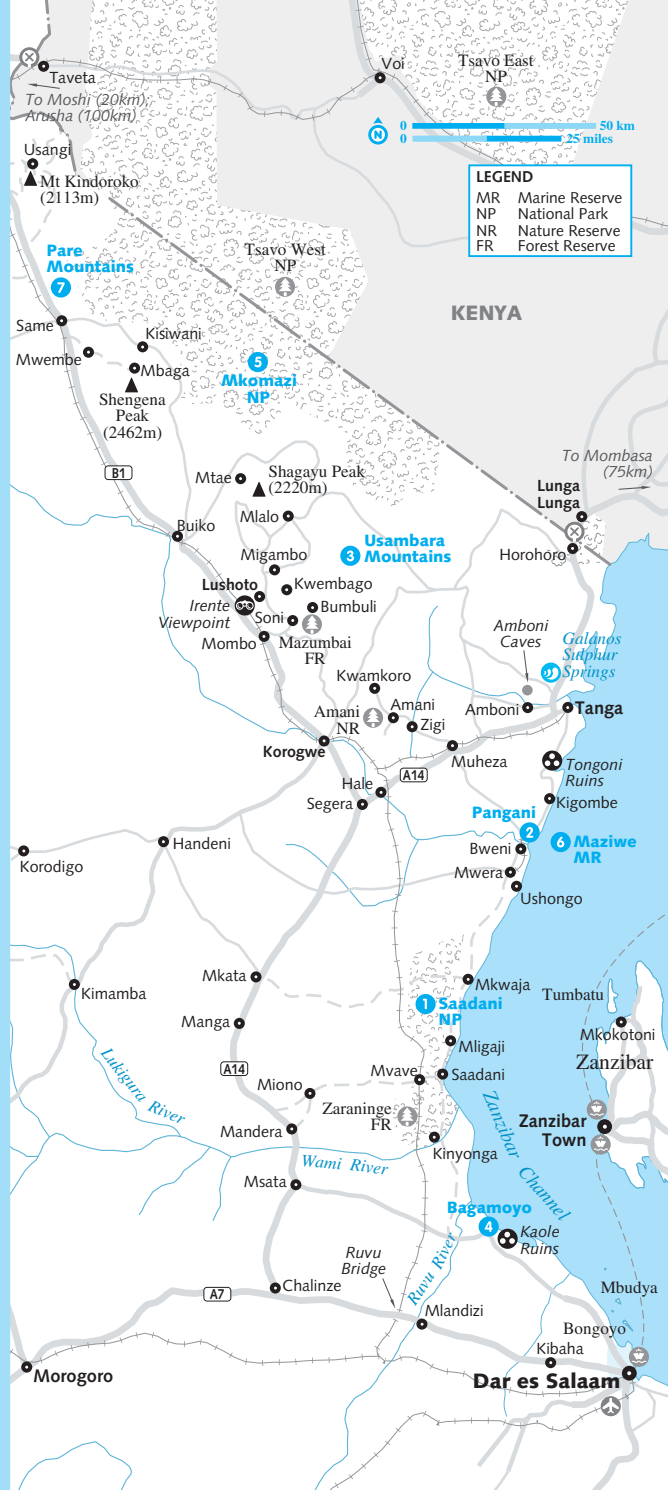 Taveta
To Moshi (20km);
Arusha (100km)
Voi
Tsavo East
NP
N
0
50 km
0
25 miles
LEGEND
MR Marine Reserve
NP National Park
NR Nature Reserve
FR Forest Reserve
Usangi
Mt Kindoroko
(2113m)
Pare
Mountains
7
Tsavo West
NP
KENYA
Same
Kisiwani
Mwembe
Mbaga
Shengena
Peak
(2462m)
5
Mkomazi
NP
B1
Mtae
Shagayu Peak
(2220m)
Mlalo
To Mombasa
(75km)
Lunga
Lunga
Buiko
3
Usambara
Mountains
Horohoro
Migambo
Lushoto
Kwembago
Irente
Viewpoint
Soni
Bumbuli
Mombo
Mazumbai
FR
Amboni
Caves
Galanos
Sulphur
Springs
Kwamkoro
Amani
NR
Amani
Zigi
Amboni
Tanga
Korogwe
Muheza
A14
Tongoni
Ruins
Hale
Segera
Kigombe
Pangani
2
6
Maziwe
MR
Handeni
Korodigo
Bweni
Mwera
Ushongo
Mkata
Mkwaja
Kimamba
Tumbatu
1
Saadani
NP
Manga
Mkokotoni
Mligaji
Zanzibar
Lukigura River
A14
Mvave
Saadani
Miono
Zaraninge
FR
Zanzibar Channel
Zanzibar
Town
Mandera
Kinyonga
Wami River
Msata
Bagamoyo
4
Kaole
Ruins
Ruvu
Bridge
Ruvu River
Chalinze
A7
Mbudya
Mlandizi
Bongoyo
Kibaha
Morogoro
Dar es Salaam